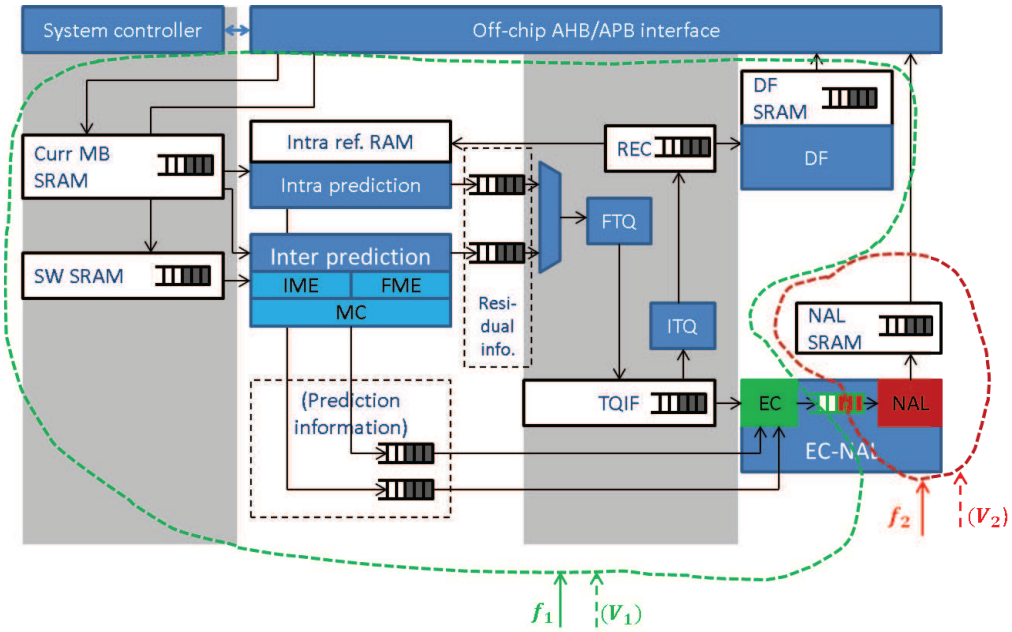 System controller
Off-chip AHB/APB interface
DF
SRAM
DF
Curr MB
SRAM
Intra ref. RAM
Intra prediction
REC
FTQ
Inter prediction
IME
FME
MC
SW SRAM
Resi-
dual
info.
ITQ
NAL
SRAM
(Prediction
information)
TQIF
EC
NAL
EC-NAL
f2
(V2)
f1
(V1)